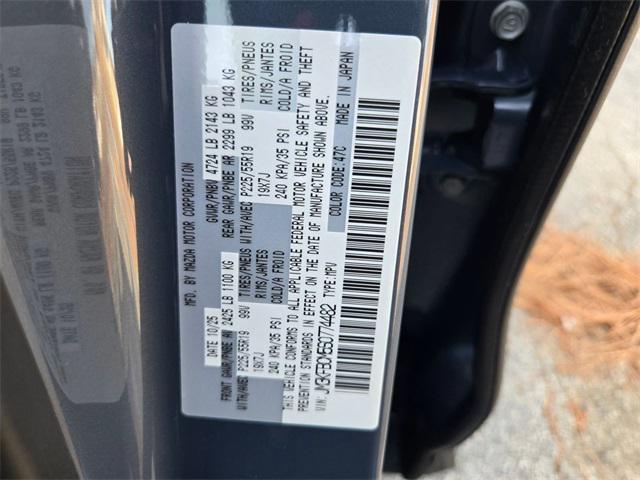 MFD. BY MAZDA MOTOR CORPORATION
DATE: 10/25 GVWR/PNBV 4724 LB 2143 KG
FRONT GAWR/PNBE AV 2425 LB 1100 KG REAR GAWR/PNBE AR 2299 LB 1043 KG
WITH/AVEC P225/55R19 99V TIRES/PNEUS WITH/AVEC P225/55R19 99V TIRES/PNEUS
19X7J RIMS/JANTES 19X7J RIMS/JANTES
240 KPA/35 PSI COLD/A FROID 240 KPA/35 PSI COLD/A FROID
THIS VEHICLE CONFORMS TO ALL APPLICABLE FEDERAL MOTOR VEHICLE SAFETY AND THEFT
PREVENTION STANDARDS IN EFFECT ON THE DATE OF MANUFACTURE SHOWN ABOVE.
TYPE: MPV COLOR CODE: 47C MADE IN JAPAN